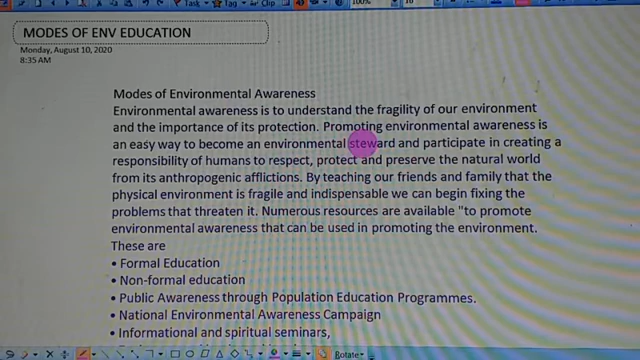 Task Tag Clip 100% 10
MODES OF ENV EDUCATION
Monday, August 10, 2020
8:35 AM
Modes of Environmental Awareness
Environmental awareness is to understand the fragility of our environment
and the importance of its protection. Promoting environmental awareness is
an easy way to become an environmental steward and participate in creating a
responsibility of humans to respect, protect and preserve the natural world
from its anthropogenic afflictions. By teaching our friends and family that the
physical environment is fragile and indispensable we can begin fixing the
problems that threaten it. Numerous resources are available "to promote
environmental awareness that can be used in promoting the environment.
These are
• Formal Education
• Non-formal education
• Public Awareness through Population Education Programmes.
• National Environmental Awareness Campaign
• Informational and spiritual seminars,
Rotate